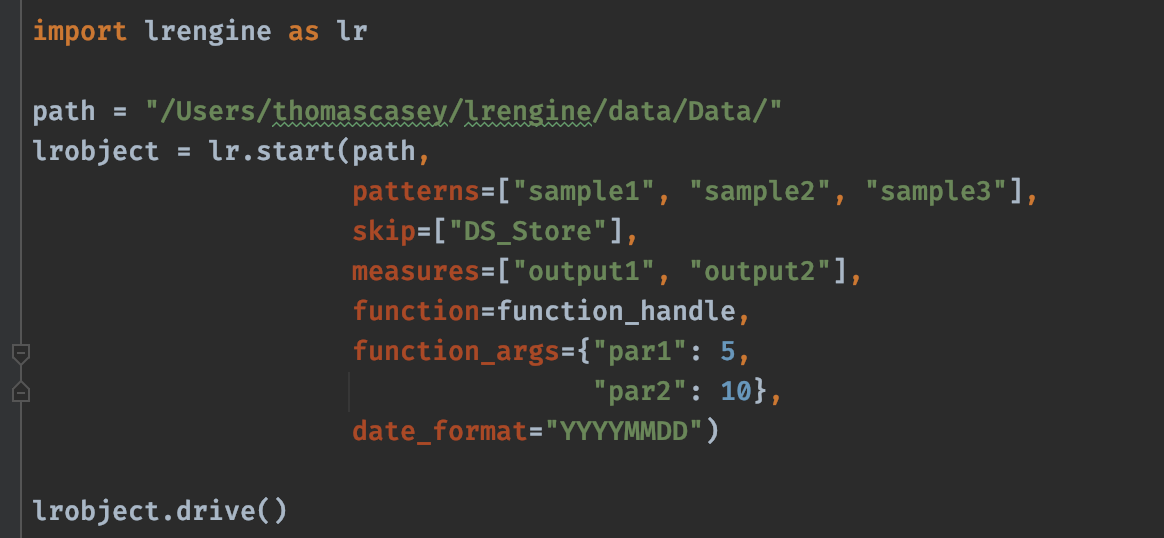 import lrengine as lr
path = "/Users/thomascasey/lrengine/data/Data/"
lrobject = lr.start(path,
patterns=["sample1", "sample2", "sample3"],
skip=["DS_Store"],
measures=["output1", "output2"],
function=function_handle,
function_args={"par1": 5,
"par2": 10},
date_format="YYYYMMDD")
lrobject.drive()